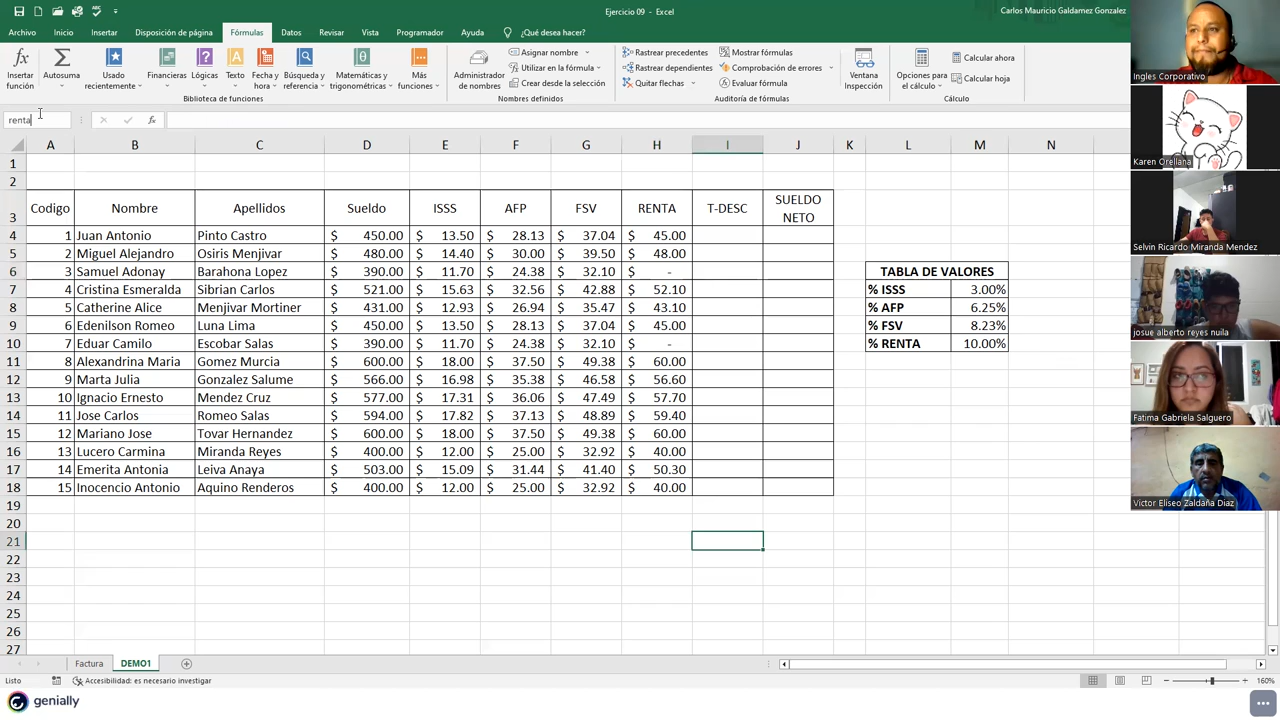 Ejercicio 09 - Excel
Carlos Mauricio Galdamez Gonzalez
Archivo Inicio Insertar Disposición de página Fórmulas Datos Revisar Vista Programador Ayuda ¿Qué desea hacer?
Insertar función
Autosuma
Usado recientemente
Financieras
Lógicas
Texto
Fecha y hora
Búsqueda y referencia
Matemáticas y trigonométricas
Más funciones
Biblioteca de funciones
Administrador de nombres
Asignar nombre
Utilizar en la fórmula
Crear desde la selección
Nombres definidos
Rastrear precedentes
Rastrear dependientes
Quitar flechas
Mostrar fórmulas
Comprobación de errores
Evaluar fórmula
Auditoría de fórmulas
Ventana Inspección
Opciones para el cálculo
Calcular ahora
Calcular hoja
Cálculo
renta
fx
A B C D E F G H I J K L M N
1
2
3 Codigo Nombre Apellidos Sueldo ISSS AFP FSV RENTA T-DESC SUELDO NETO
4 1 Juan Antonio Pinto Castro $ 450.00 $ 13.50 $ 28.13 $ 37.04 $ 45.00
5 2 Miguel Alejandro Osiris Menjivar $ 480.00 $ 14.40 $ 30.00 $ 39.50 $ 48.00
6 3 Samuel Adonay Barahona Lopez $ 390.00 $ 11.70 $ 24.38 $ 32.10 $ - TABLA DE VALORES
7 4 Cristina Esmeralda Sibrian Carlos $ 521.00 $ 15.63 $ 32.56 $ 42.88 $ 52.10 % ISSS 3.00%
8 5 Catherine Alice Menjivar Mortiner $ 431.00 $ 12.93 $ 26.94 $ 35.47 $ 43.10 % AFP 6.25%
9 6 Edenilson Romeo Luna Lima $ 450.00 $ 13.50 $ 28.13 $ 37.04 $ 45.00 % FSV 8.23%
10 7 Eduar Camilo Escobar Salas $ 390.00 $ 11.70 $ 24.38 $ 32.10 $ - % RENTA 10.00%
11 8 Alexandrina Maria Gomez Murcia $ 600.00 $ 18.00 $ 37.50 $ 49.38 $ 60.00
12 9 Marta Julia Gonzalez Salume $ 566.00 $ 16.98 $ 35.38 $ 46.58 $ 56.60
13 10 Ignacio Ernesto Mendez Cruz $ 577.00 $ 17.31 $ 36.06 $ 47.49 $ 57.70
14 11 Jose Carlos Romeo Salas $ 594.00 $ 17.82 $ 37.13 $ 48.89 $ 59.40
15 12 Mariano Jose Tovar Hernandez $ 600.00 $ 18.00 $ 37.50 $ 49.38 $ 60.00
16 13 Lucero Carmina Miranda Reyes $ 400.00 $ 12.00 $ 25.00 $ 32.92 $ 40.00
17 14 Emerita Antonia Leiva Anaya $ 503.00 $ 15.09 $ 31.44 $ 41.40 $ 50.30
18 15 Inocencio Antonio Aquino Renderos $ 400.00 $ 12.00 $ 25.00 $ 32.92 $ 40.00
19
20
21
22
23
24
25
26
27
Factura DEMO1
Listo Accesibilidad: es necesario investigar 160%
genially
Ingles Corporativo
Karen Orellana
Selvin Ricardo Miranda Mendez
josue alberto reyes nuila
Fatima Gabriela Salguero
Victor Eliseo Zaldaña Diaz